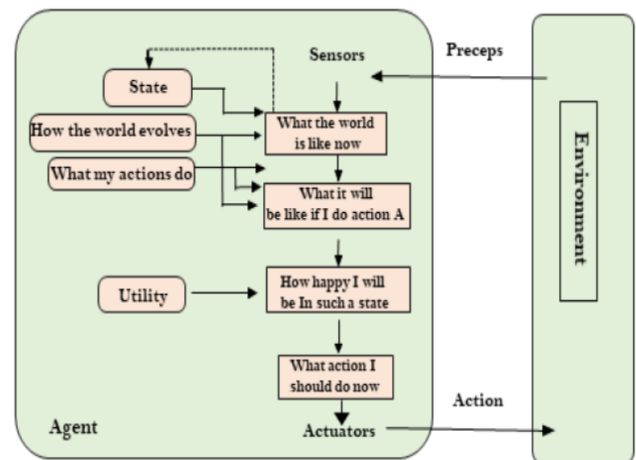 Sensors
Preceps
State
How the world evolves
What the world
is like now
What my actions do
What it will
be like if I do action A
Environment
Utility
How happy I will
be In such a state
What action I
should do now
Action
Agent
Actuators